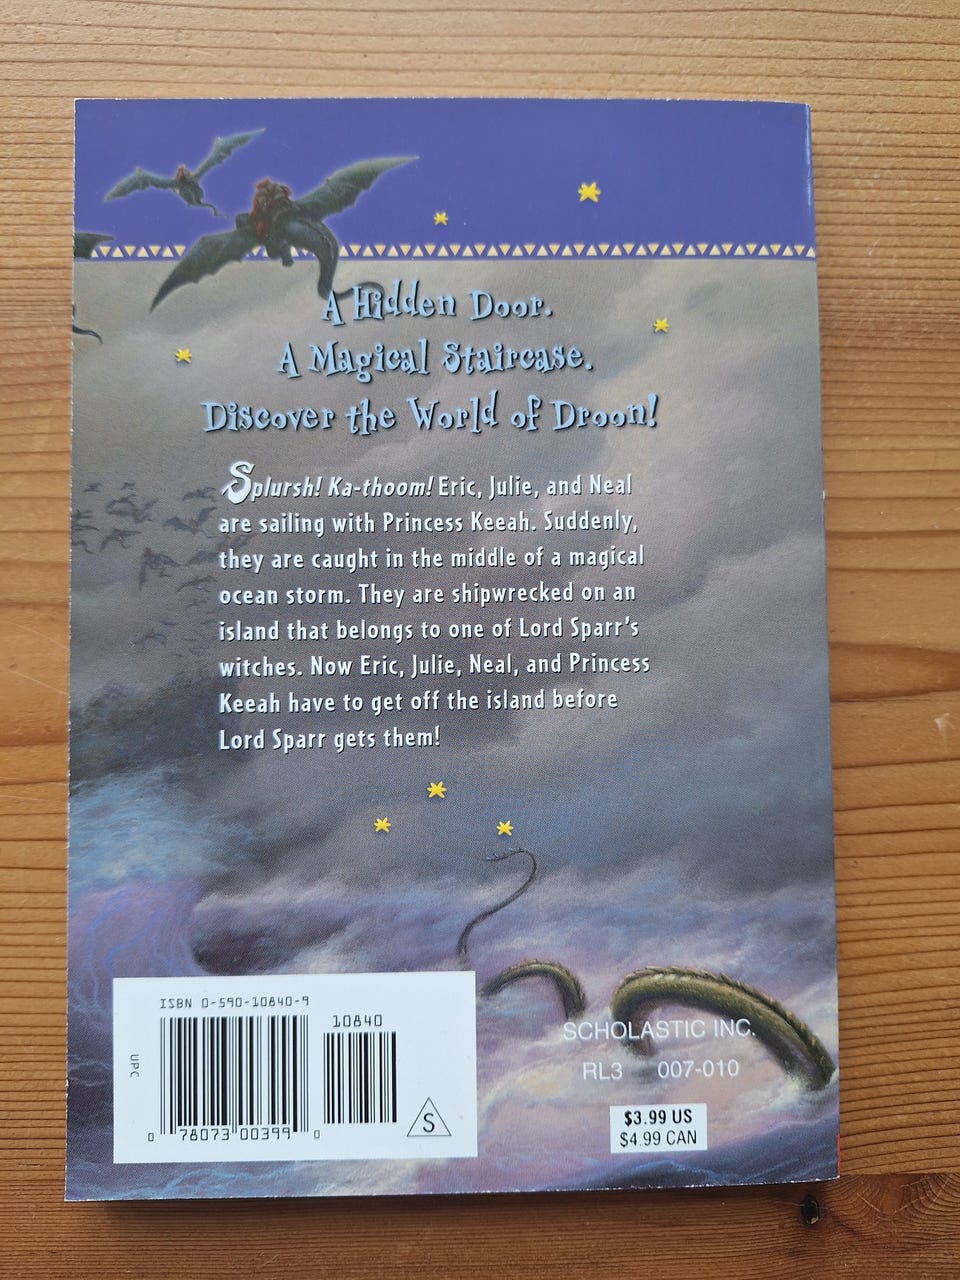 A Hidden Door.
A Magical Staircase.
Discover the World of Droon!
Splursh! Ka-thoom! Eric, Julie, and Neal
are sailing with Princess Keeah. Suddenly,
they are caught in the middle of a magical
ocean storm. They are shipwrecked on an
island that belongs to one of Lord Sparr's
witches. Now Eric, Julie, Neal, and Princess
Keeah have to get off the island before
Lord Sparr gets them!
ISBN 0-590-10840-9
10840
UPC
0 78073 00399 0
S
SCHOLASTIC INC.
RL3 007-010
$3.99 US
$4.99 CAN